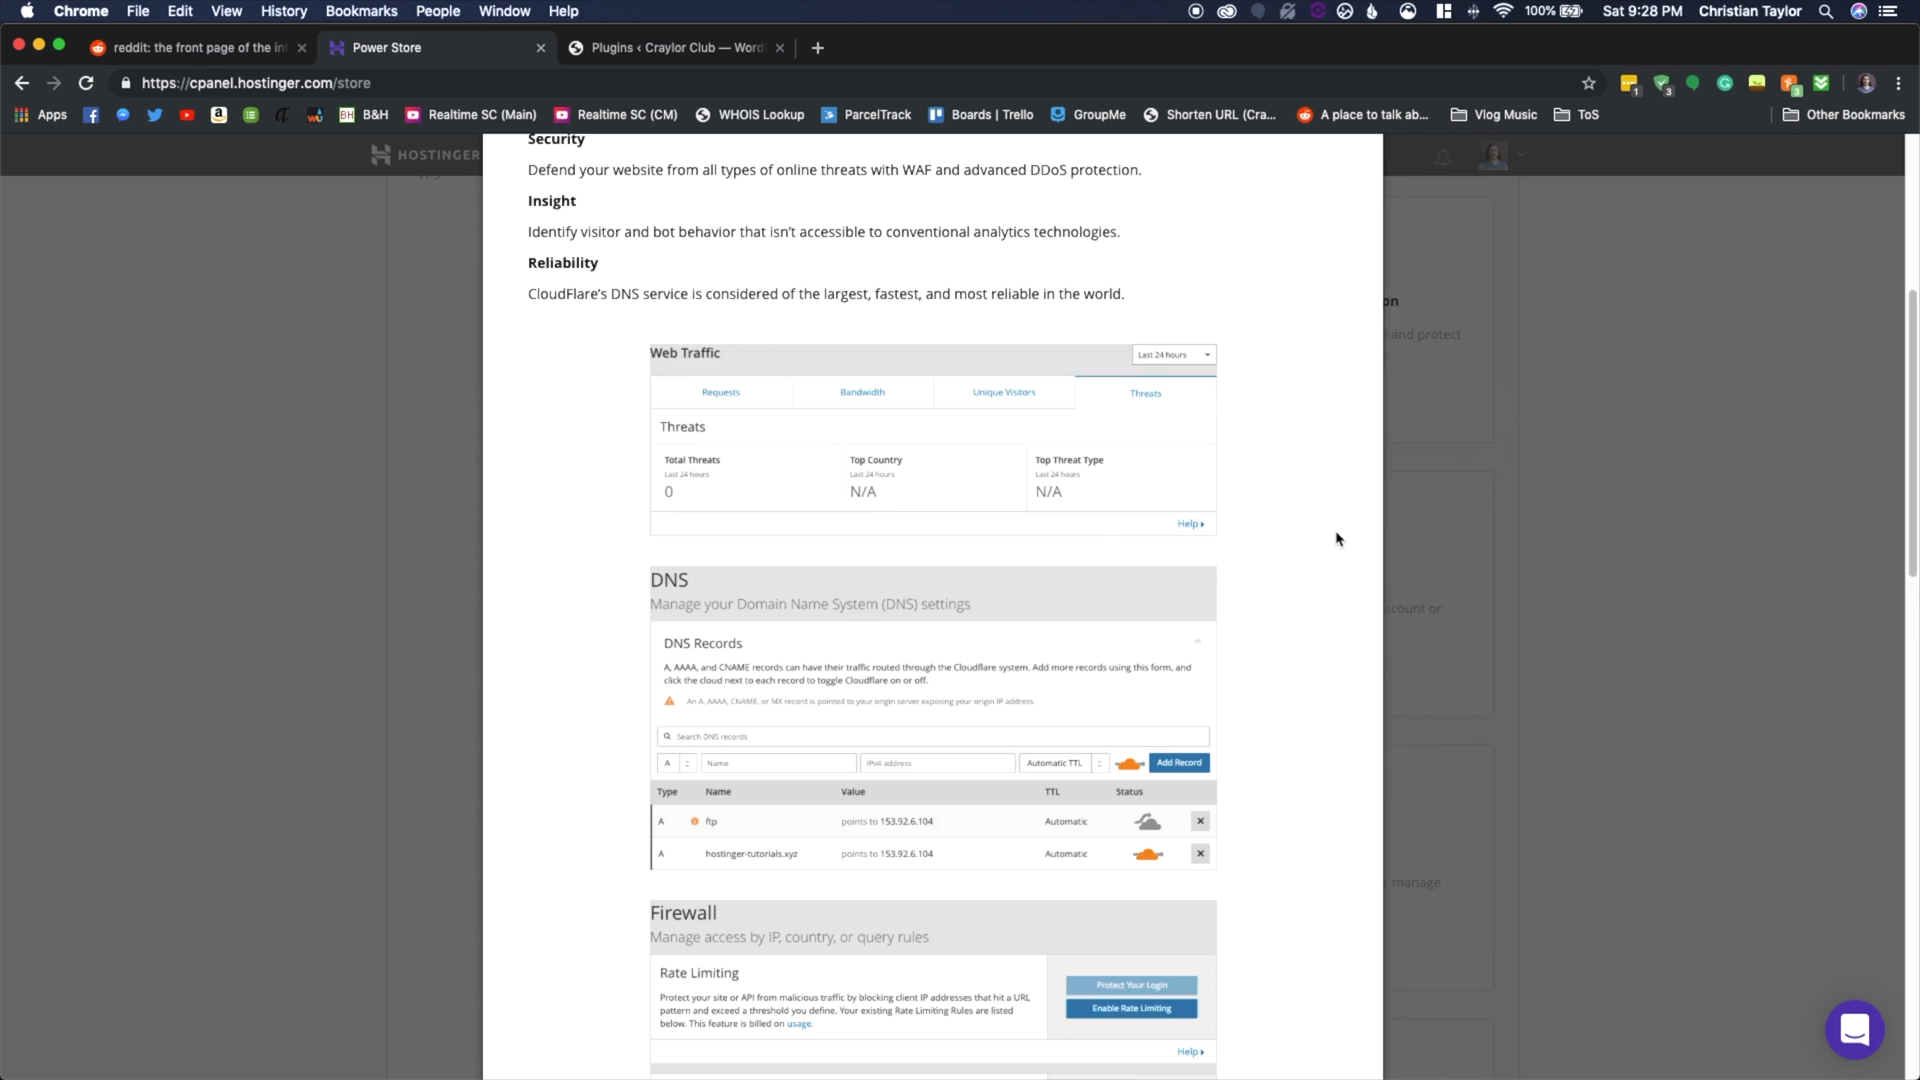 Chrome File Edit View History Bookmarks People Window Help 100% Sat 9:28 PM Christian Taylor
reddit: the front page of the int Power Store Plugins ‹ Craylor Club — Word
https://cpanel.hostinger.com/store
1 3 3
Apps B&H Realtime SC (Main) Realtime SC (CM) WHOIS Lookup ParcelTrack Boards | Trello GroupMe Shorten URL (Cra... A place to talk ab... Vlog Music ToS Other Bookmarks
HOSTINGER
Security
Defend your website from all types of online threats with WAF and advanced DDoS protection.
Insight
Identify visitor and bot behavior that isn't accessible to conventional analytics technologies.
Reliability
CloudFlare's DNS service is considered of the largest, fastest, and most reliable in the world.
on
and protect
Web Traffic Last 24 hours
Requests Bandwidth Unique Visitors Threats
Threats
Total Threats Top Country Top Threat Type
Last 24 hours Last 24 hours Last 24 hours
0 N/A N/A
Help
DNS
Manage your Domain Name System (DNS) settings
count or
DNS Records
A, AAAA, and CNAME records can have their traffic routed through the Cloudflare system. Add more records using this form, and
click the cloud next to each record to toggle Cloudflare on or off.
An A, AAAA, CNAME, or MX record is pointed to your origin server exposing your origin IP address.
Search DNS records
A Name IPv4 address Automatic TTL Add Record
Type Name Value TTL Status
A ftp points to 153.92.6.104 Automatic
A hostinger-tutorials.xyz points to 153.92.6.104 Automatic
manage
Firewall
Manage access by IP, country, or query rules
Rate Limiting
Protect your site or API from malicious traffic by blocking client IP addresses that hit a URL
pattern and exceed a threshold you define. Your existing Rate Limiting Rules are listed
below. This feature is billed on usage.
Protect Your Login
Enable Rate Limiting
Help